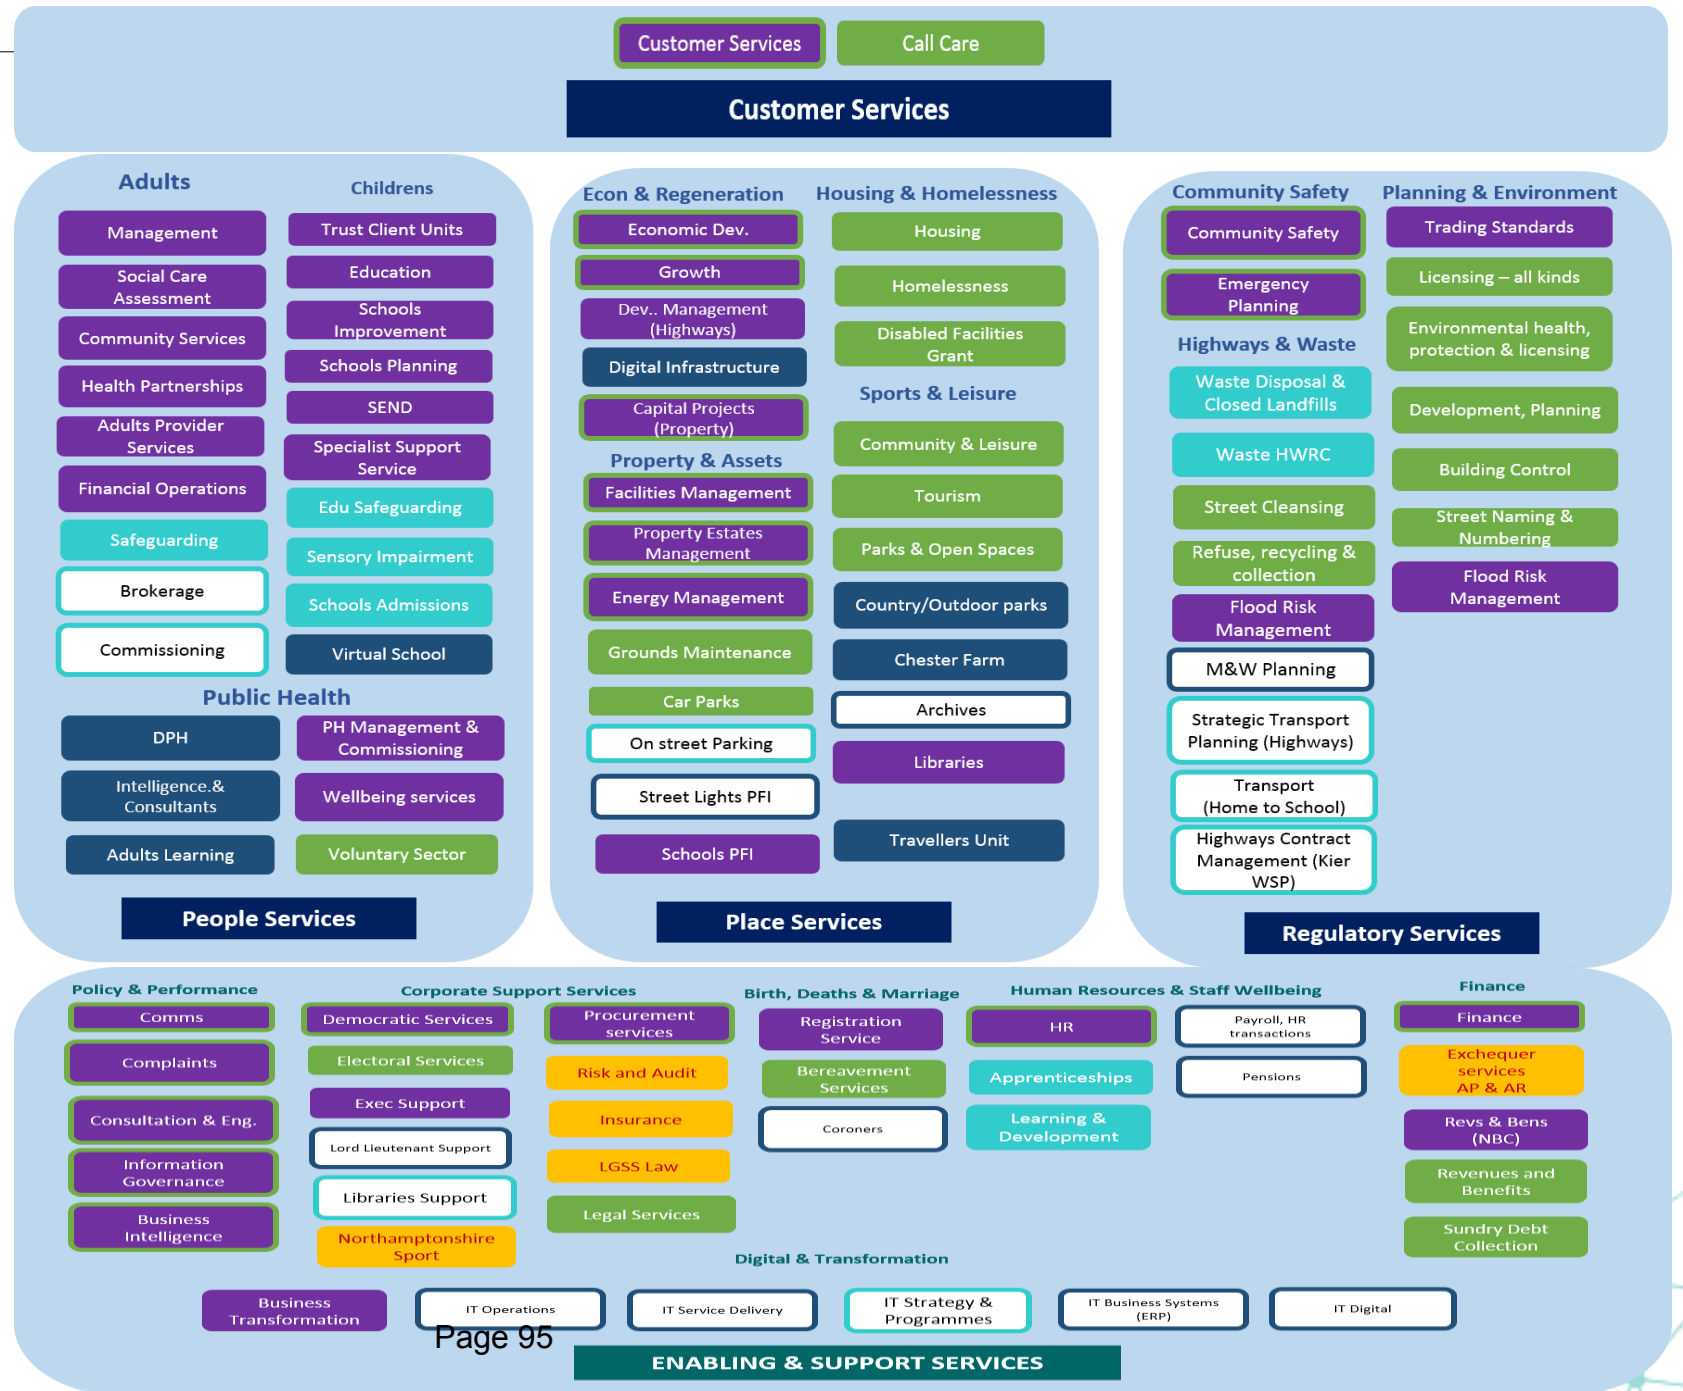 Customer Services
Call Care
Customer Services
Adults
Management
Social Care
Assessment
Community Services
Health Partnerships
Adults Provider
Services
Financial Operations
Safeguarding
Brokerage
Commissioning
Childrens
Trust Client Units
Education
Schools
Improvement
Schools Planning
SEND
Specialist Support
Service
Edu Safeguarding
Sensory Impairment
Schools Admissions
Virtual School
Public Health
DPH
Intelligence.&
Consultants
Adults Learning
PH Management &
Commissioning
Wellbeing services
Voluntary Sector
People Services
Econ & Regeneration
Economic Dev.
Growth
Dev.. Management
(Highways)
Digital Infrastructure
Capital Projects
(Property)
Property & Assets
Facilities Management
Property Estates
Management
Energy Management
Grounds Maintenance
Car Parks
On street Parking
Street Lights PFI
Schools PFI
Housing & Homelessness
Housing
Homelessness
Disabled Facilities
Grant
Sports & Leisure
Community & Leisure
Tourism
Parks & Open Spaces
Country/Outdoor parks
Chester Farm
Archives
Libraries
Travellers Unit
Place Services
Community Safety
Community Safety
Emergency
Planning
Highways & Waste
Waste Disposal &
Closed Landfills
Waste HWRC
Street Cleansing
Refuse, recycling &
collection
Flood Risk
Management
M&W Planning
Strategic Transport
Planning (Highways)
Transport
(Home to School)
Highways Contract
Management (Kier
WSP)
Planning & Environment
Trading Standards
Licensing – all kinds
Environmental health,
protection & licensing
Development, Planning
Building Control
Street Naming &
Numbering
Flood Risk
Management
Regulatory Services
Policy & Performance
Comms
Complaints
Consultation & Eng.
Information
Governance
Business
Intelligence
Corporate Support Services
Democratic Services
Electoral Services
Exec Support
Lord Lieutenant Support
Libraries Support
Northamptonshire
Sport
Procurement
services
Risk and Audit
Insurance
LGSS Law
Legal Services
Birth, Deaths & Marriage
Registration
Service
Bereavement
Services
Coroners
Human Resources & Staff Wellbeing
HR
Apprenticeships
Learning &
Development
Payroll, HR
transactions
Pensions
Finance
Finance
Exchequer
services
AP & AR
Revs & Bens
(NBC)
Revenues and
Benefits
Sundry Debt
Collection
Digital & Transformation
Business
Transformation
IT Operations
IT Service Delivery
IT Strategy &
Programmes
IT Business Systems
(ERP)
IT Digital
Page 95
ENABLING & SUPPORT SERVICES